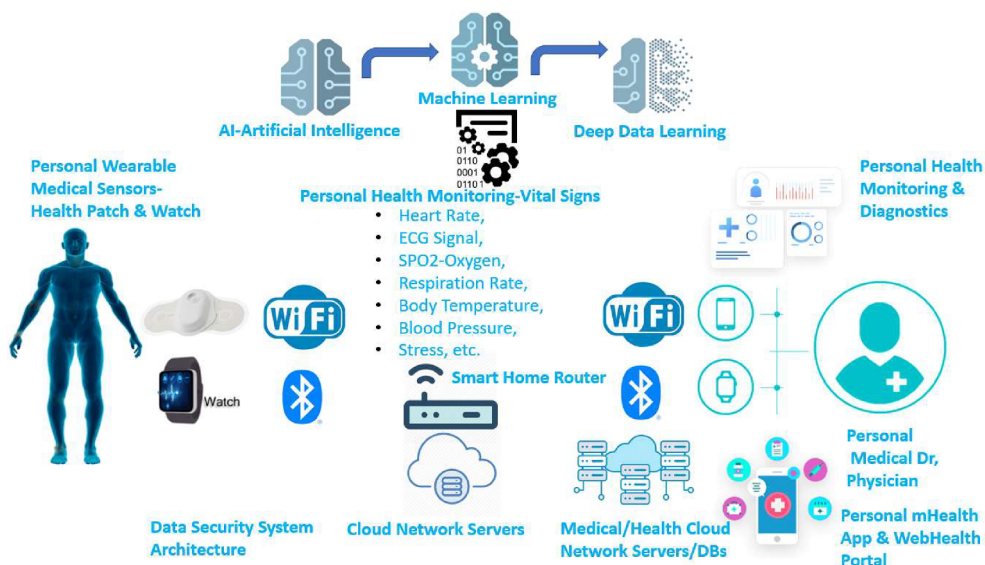 Machine Learning
AI-Artificial Intelligence
Deep Data Learning
01
0110
0001
01101
Personal Wearable
Medical Sensors-
Health Patch & Watch
Personal Health Monitoring-Vital Signs
• Heart Rate,
• ECG Signal,
• SPO2-Oxygen,
• Respiration Rate,
• Body Temperature,
• Blood Pressure,
• Stress, etc.
Personal Health
Monitoring &
Diagnostics
WiFi
WiFi
Watch
Smart Home Router
Personal
Medical Dr,
Physician
Data Security System
Architecture
Cloud Network Servers
Medical/Health Cloud
Network Servers/DBs
Personal mHealth
App & WebHealth
Portal